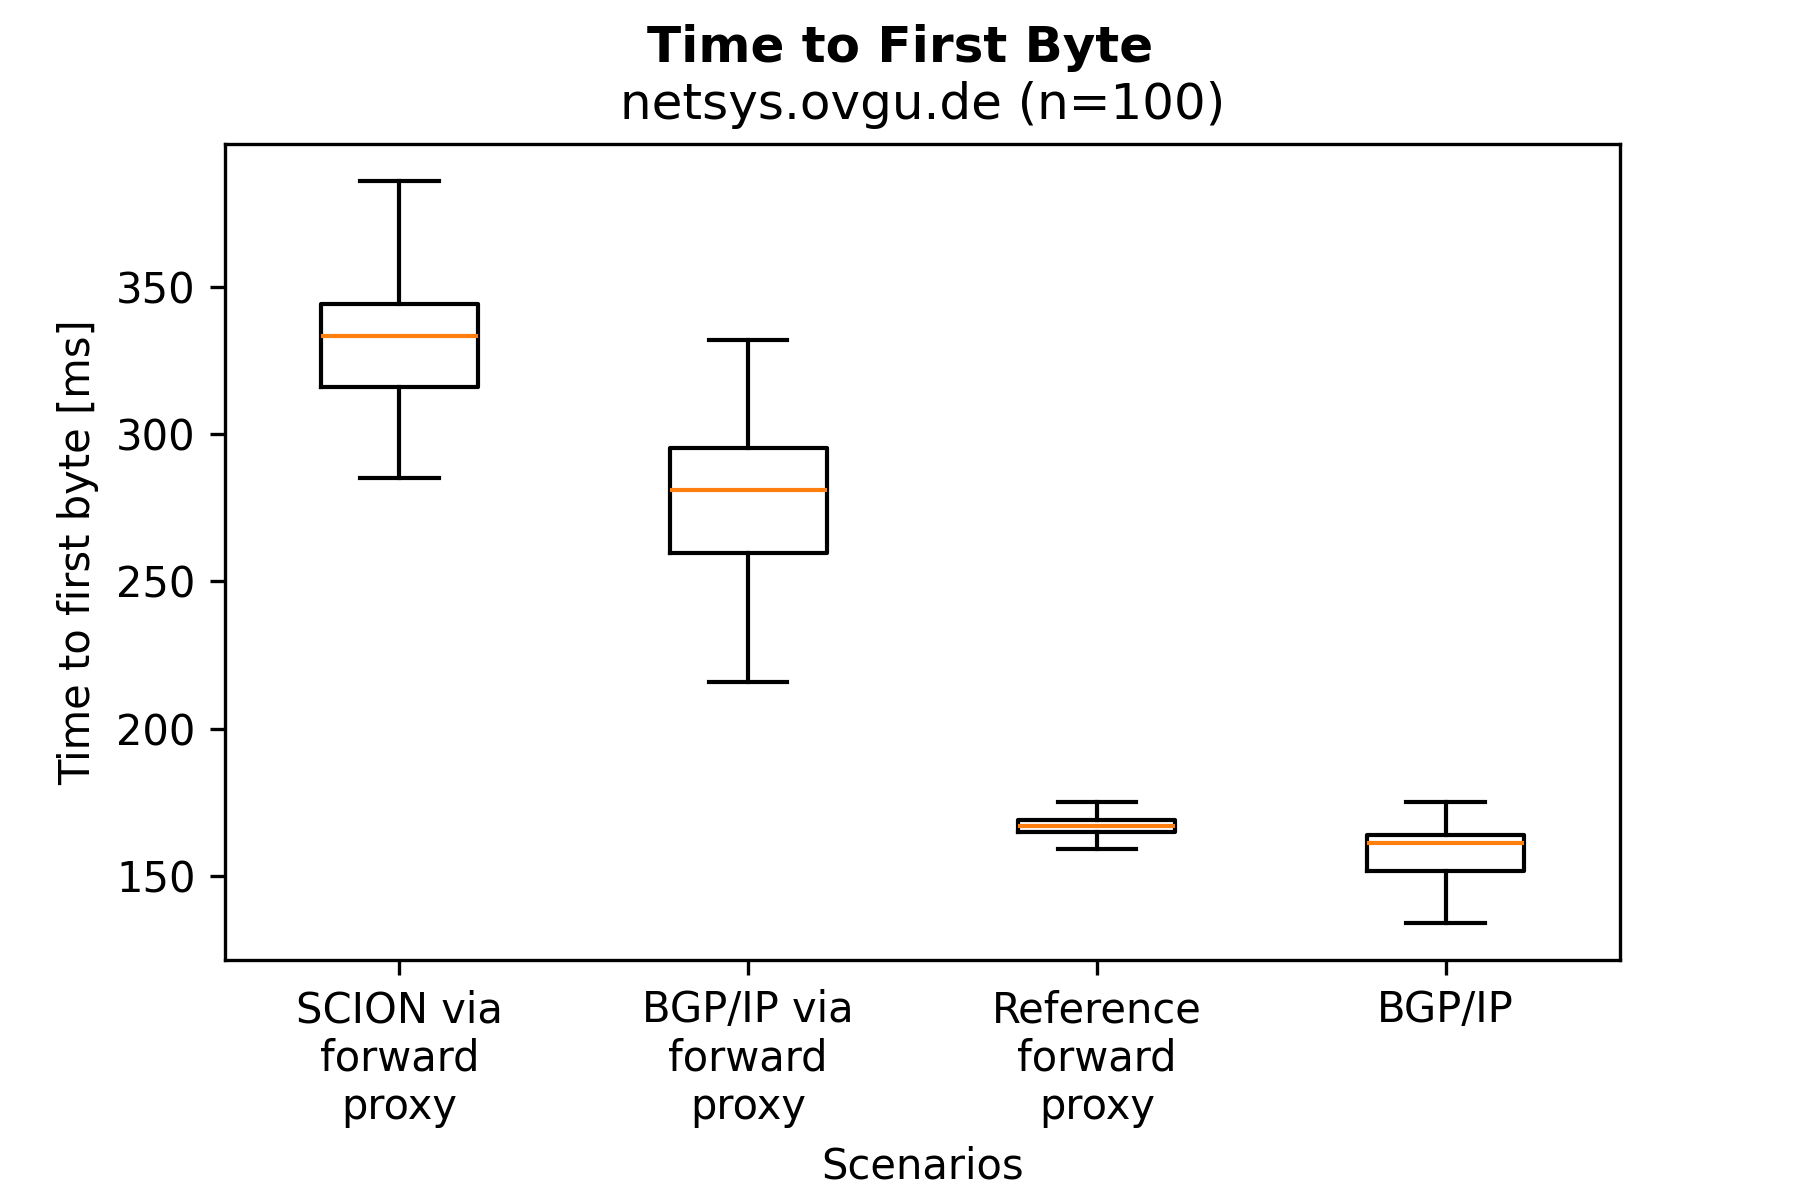 Time to First Byte
netsys.ovgu.de (n=100)
Time to first byte [ms]
350
300
250
200
150
SCION via
forward
proxy
BGP/IP via
forward
proxy
Reference
forward
proxy
BGP/IP
Scenarios